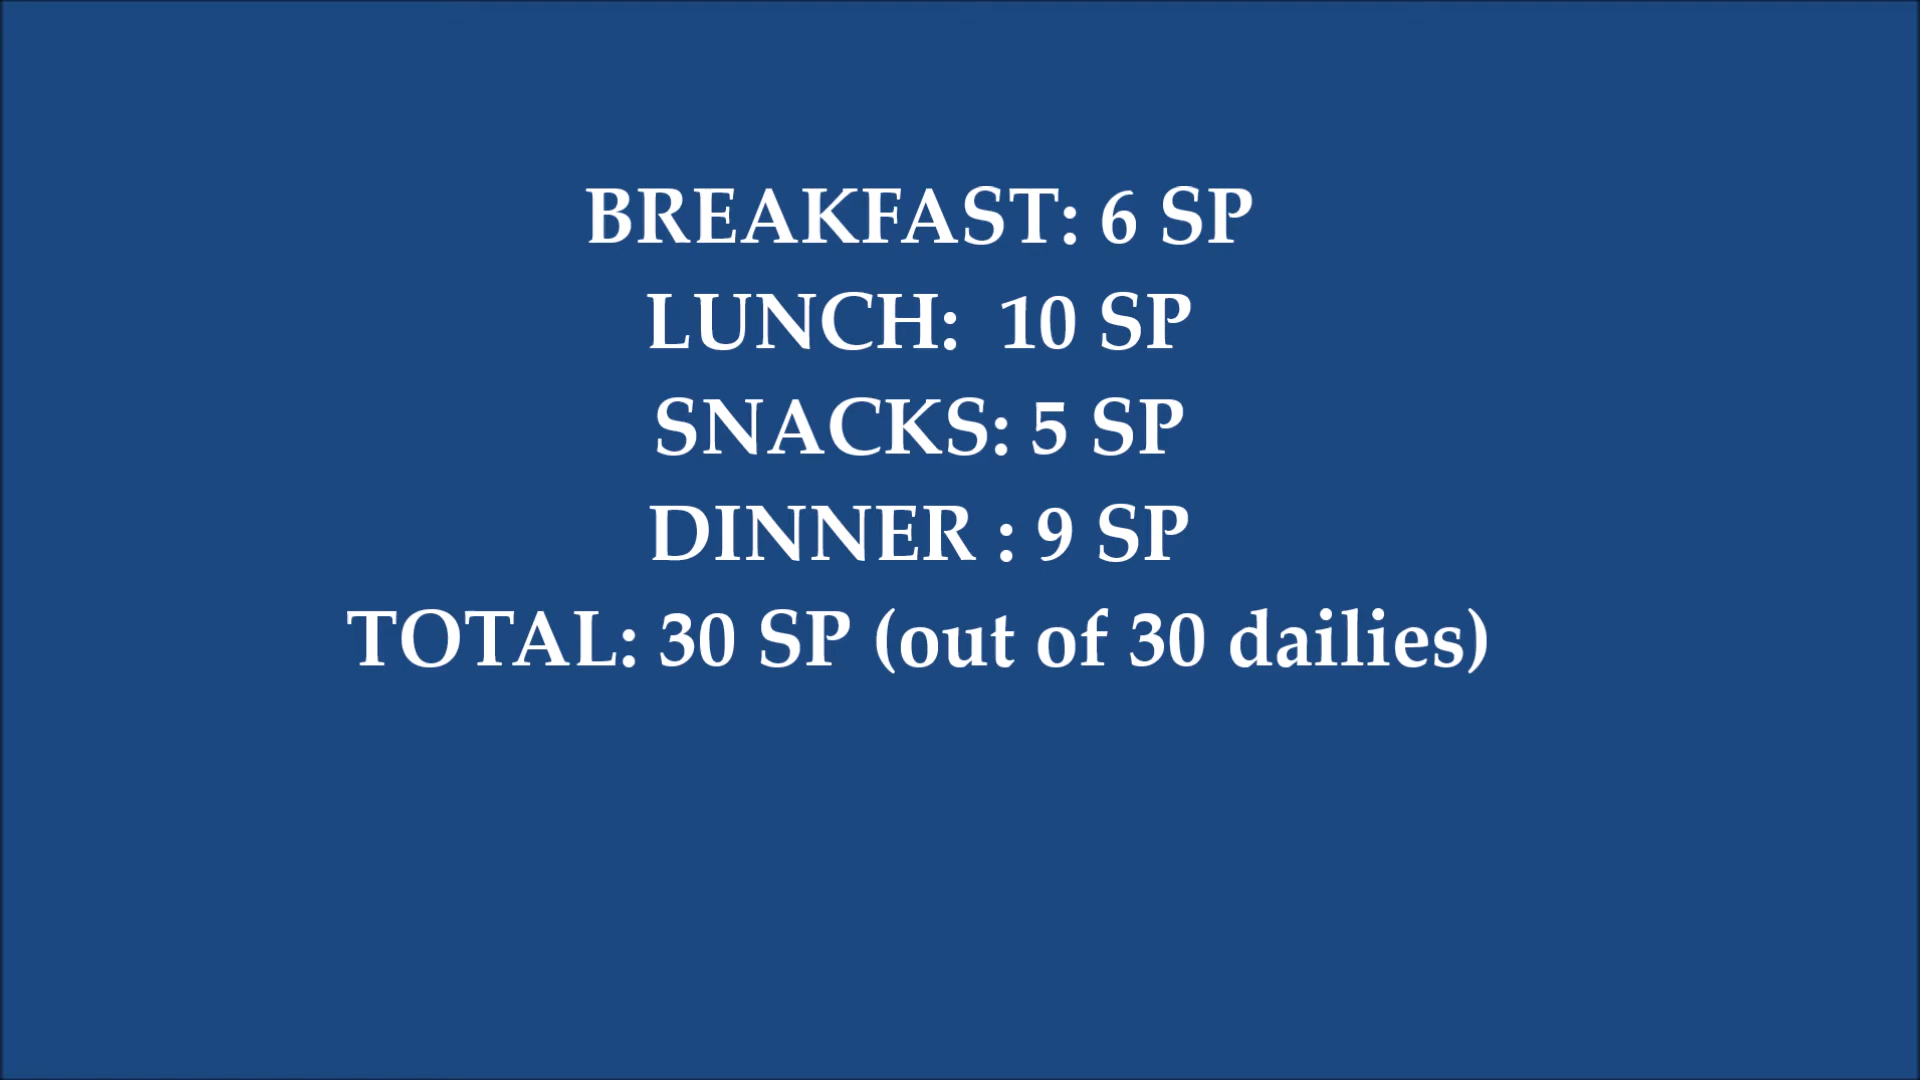 BREAKFAST: 6 SP
LUNCH:  10 SP
SNACKS: 5 SP
DINNER : 9 SP
TOTAL: 30 SP (out of 30 dailies)